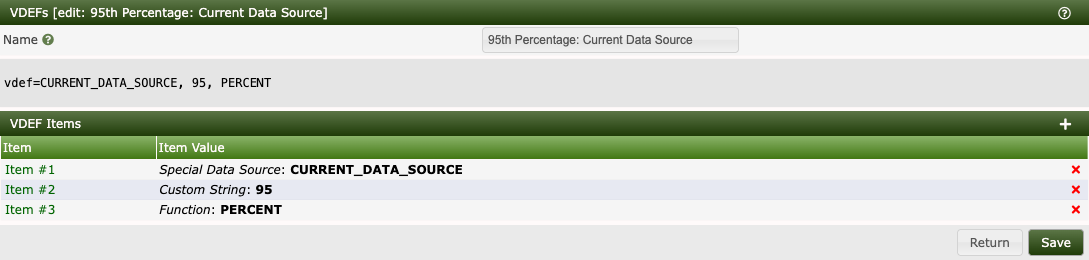 VDEFs [edit: 95th Percentage: Current Data Source]
Name
95th Percentage: Current Data Source
vdef=CURRENT_DATA_SOURCE, 95, PERCENT
VDEF Items
Item Item Value
Item #1 Special Data Source: CURRENT_DATA_SOURCE
Item #2 Custom String: 95
Item #3 Function: PERCENT
Return Save